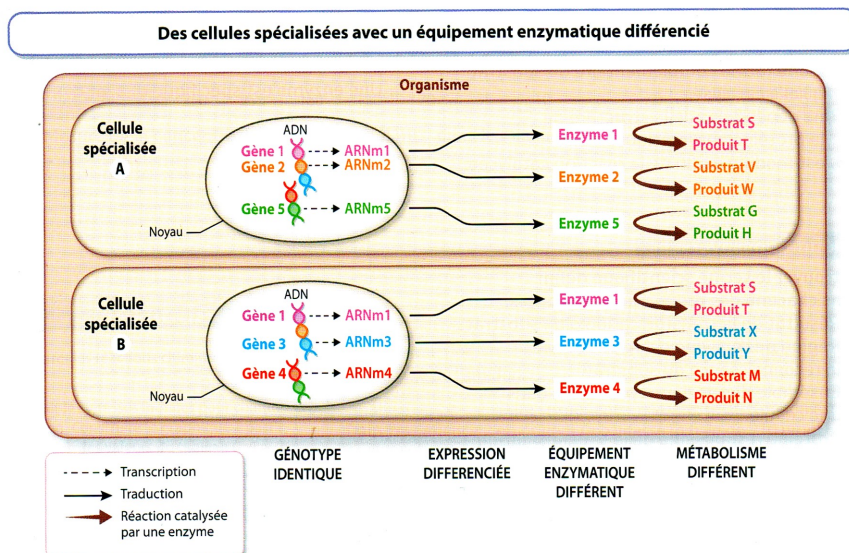 Des cellules spécialisées avec un équipement enzymatique différencié
Organisme
Cellule
spécialisée
A
ADN
Gène 1
ARNm1
Gène 2
ARNm2
Gène 5
ARNm5
Noyau
Enzyme 1
Substrat S
Produit T
Enzyme 2
Substrat V
Produit W
Enzyme 5
Substrat G
Produit H
Cellule
spécialisée
B
ADN
Gène 1
ARNm1
Gène 3
ARNm3
Gène 4
ARNm4
Noyau
Enzyme 1
Substrat S
Produit T
Enzyme 3
Substrat X
Produit Y
Enzyme 4
Substrat M
Produit N
GÉNOTYPE
IDENTIQUE
EXPRESSION
DIFFERENCIÉE
ÉQUIPEMENT
ENZYMATIQUE
DIFFÉRENT
MÉTABOLISME
DIFFÉRENT
Transcription
Traduction
Réaction catalysée
par une enzyme